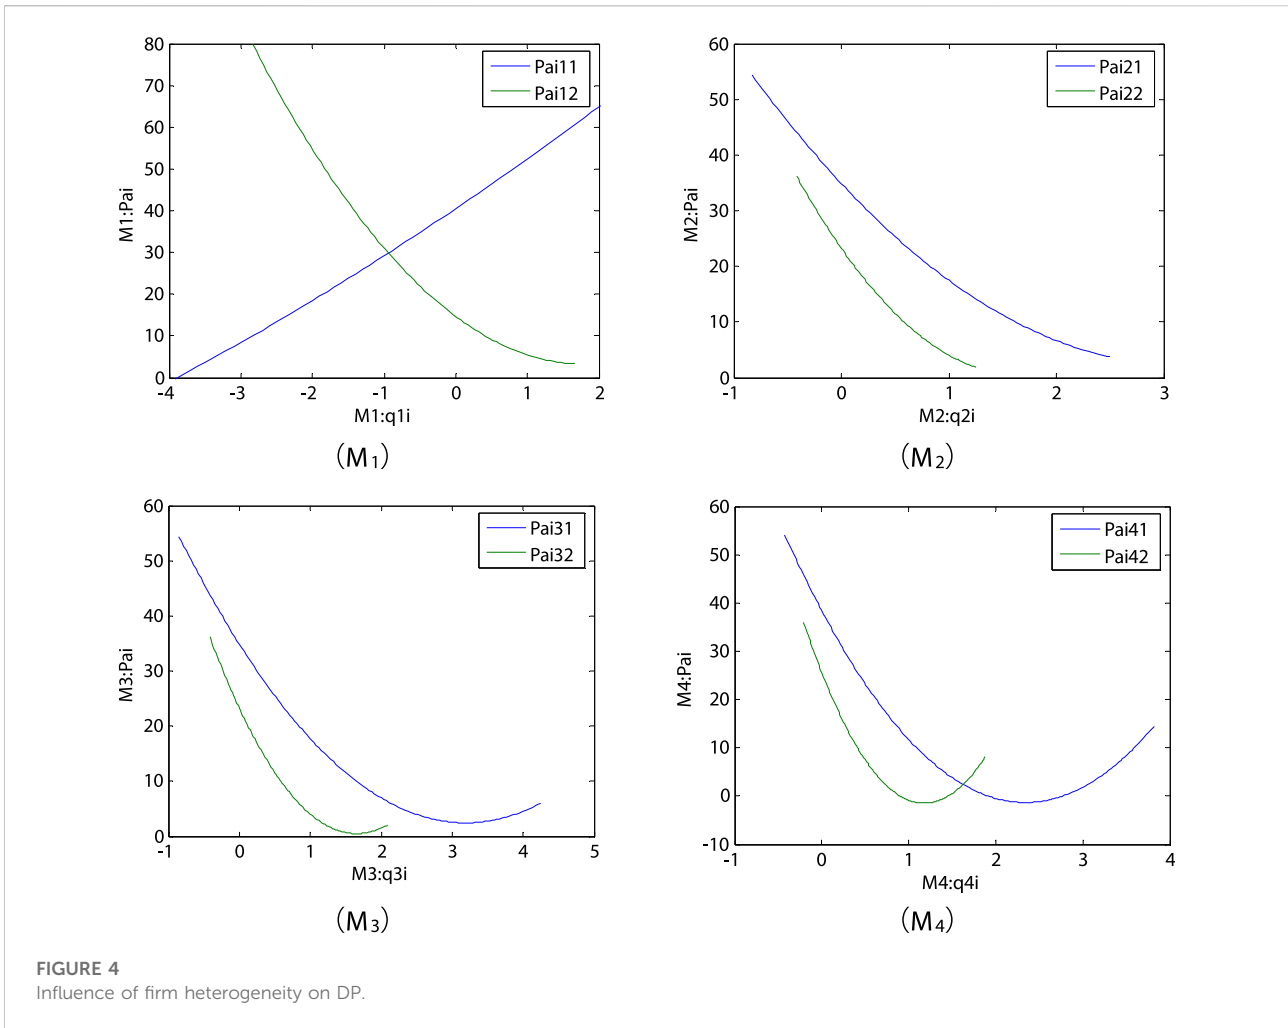 80
70
60
50
40
30
20
10
0
M1:Pai
Pai11
Pai12
-4 -3 -2 -1 0 1 2
M1:q1i
(M1)
60
50
40
30
20
10
0
M2:Pai
Pai21
Pai22
-1 0 1 2 3
M2:q2i
(M2)
60
50
40
30
20
10
0
M3:Pai
Pai31
Pai32
-1 0 1 2 3 4 5
M3:q3i
(M3)
60
50
40
30
20
10
0
-10
M4:Pai
Pai41
Pai42
-1 0 1 2 3 4
M4:q4i
(M4)
FIGURE 4
Influence of firm heterogeneity on DP.